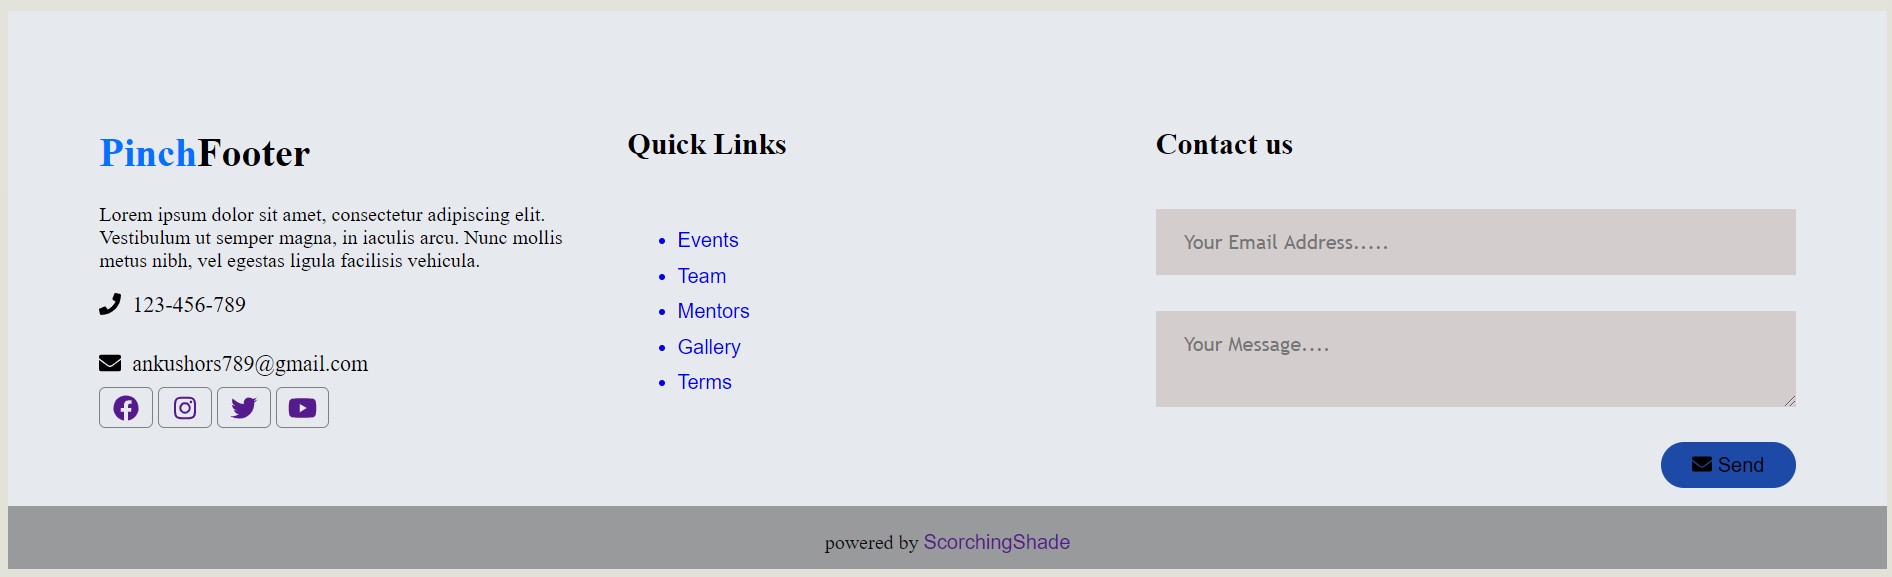 PinchFooter
Lorem ipsum dolor sit amet, consectetur adipiscing elit.
Vestibulum ut semper magna, in iaculis arcu. Nunc mollis
metus nibh, vel egestas ligula facilisis vehicula.
123-456-789
ankushors789@gmail.com
Quick Links
Events
Team
Mentors
Gallery
Terms
Contact us
Your Email Address.....
Your Message....
Send
powered by ScorchingShade